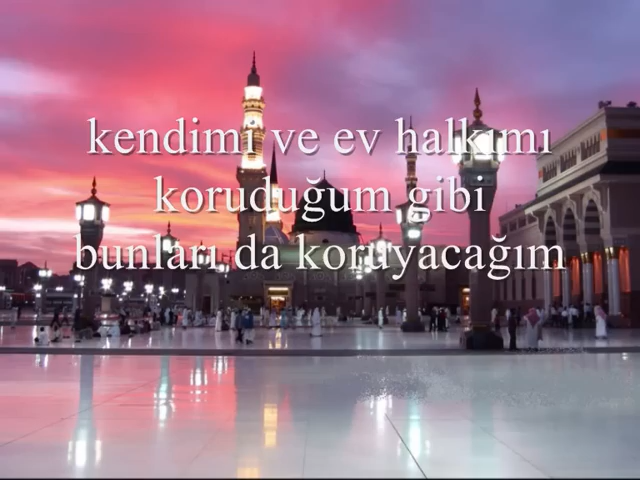 kendimi ve ev halkımı
koruduğum gibi
bunları da koruyacağım